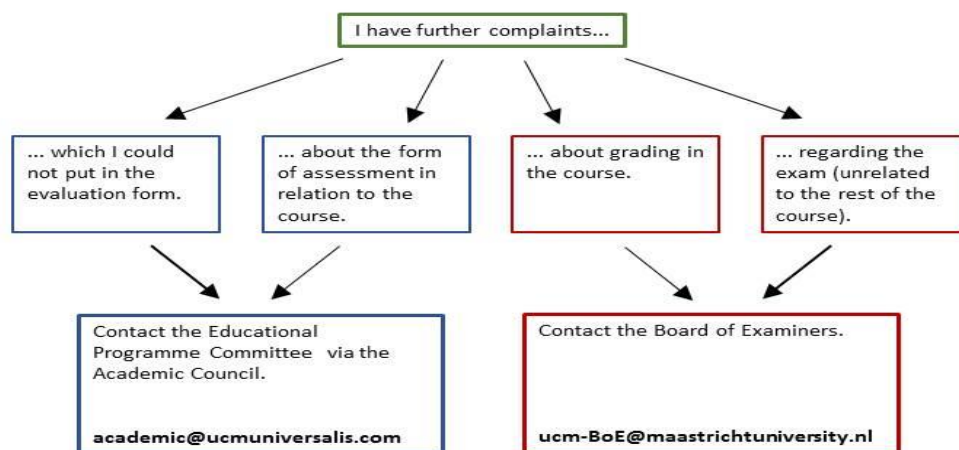 I have further complaints...
... which I could
not put in the
evaluation form.
... about the form
of assessment in
relation to the
course.
... about grading in
the course.
... regarding the
exam (unrelated
to the rest of the
course).
Contact the Educational
Programme Committee via the
Academic Council.
academic@ucmuniversalis.com
Contact the Board of Examiners.
ucm-BoE@maastrichtuniversity.nl